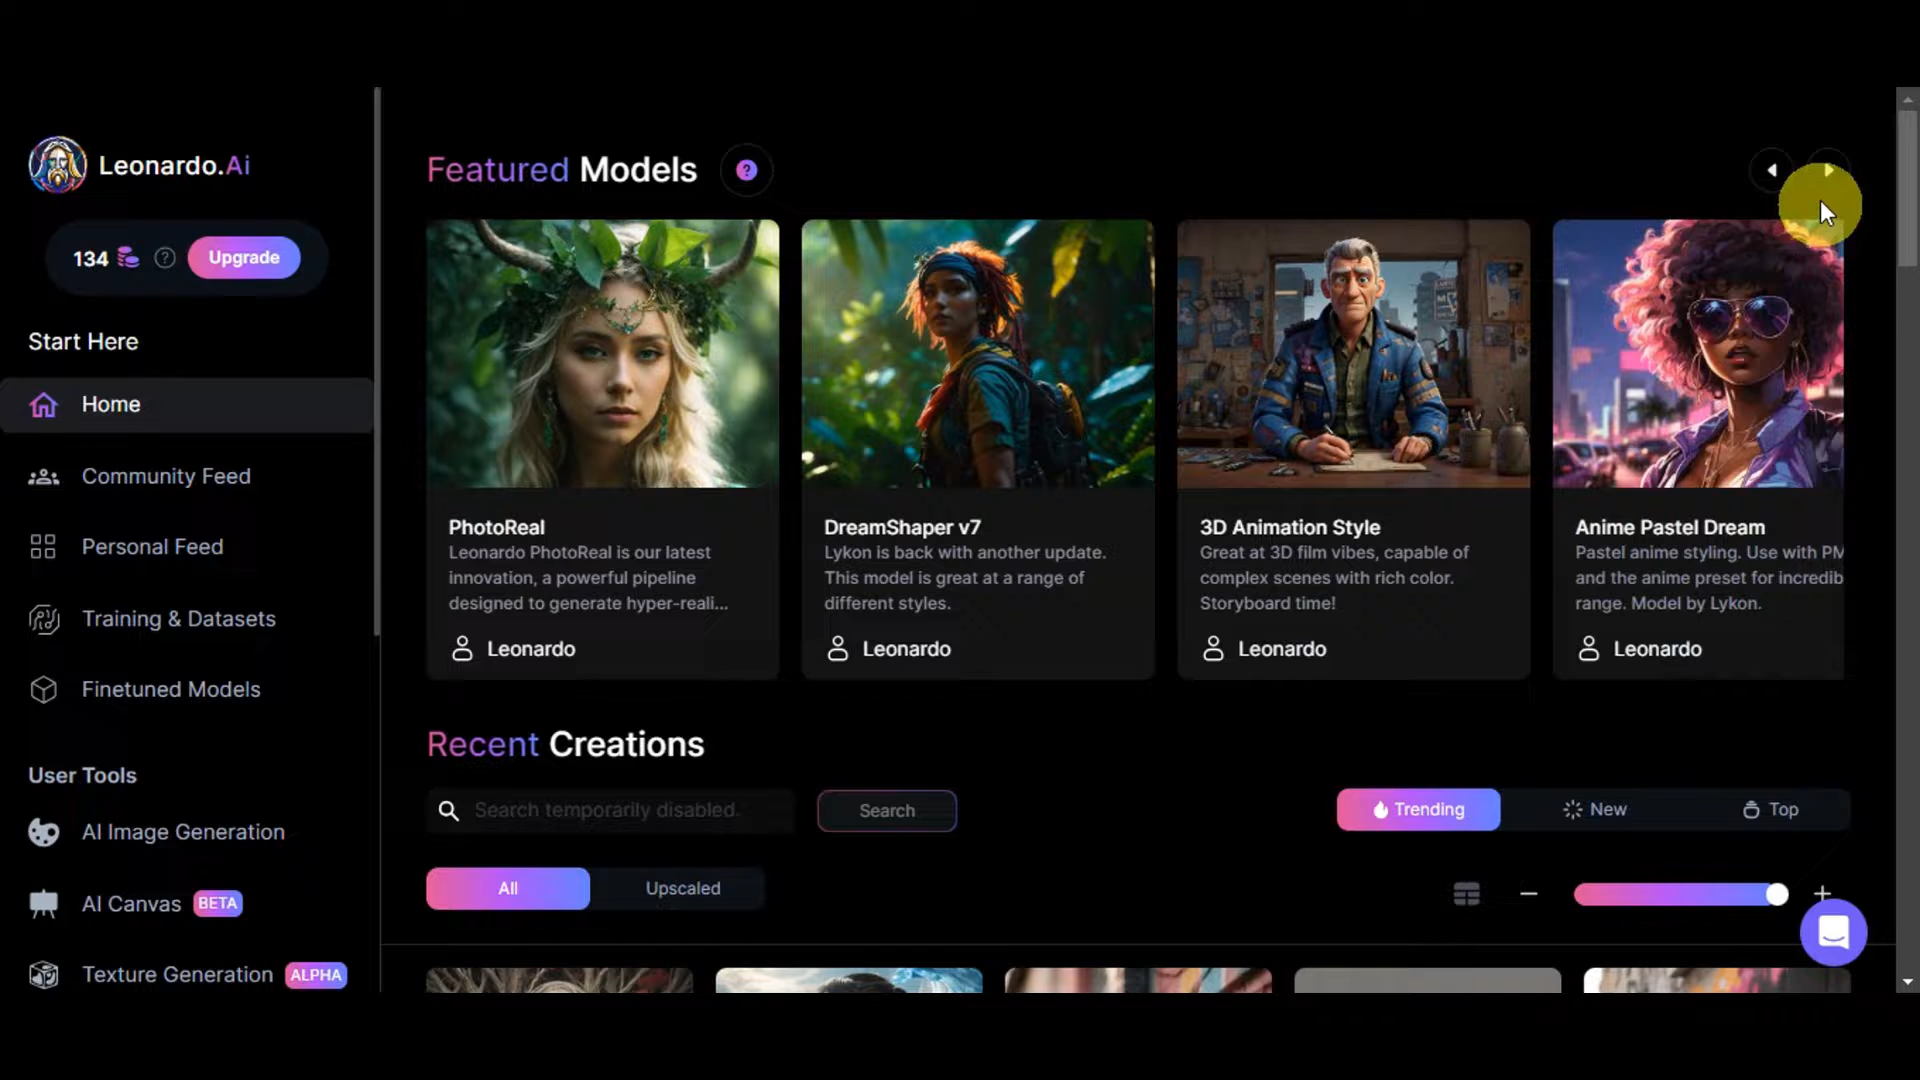 Leonardo.Ai
134
?
Upgrade
Start Here
Home
Community Feed
Personal Feed
Training & Datasets
Finetuned Models
User Tools
AI Image Generation
AI Canvas BETA
Texture Generation ALPHA
Featured Models ?
PhotoReal
Leonardo PhotoReal is our latest
innovation, a powerful pipeline
designed to generate hyper-reali...
Leonardo
DreamShaper v7
Lykon is back with another update.
This model is great at a range of
different styles.
Leonardo
3D Animation Style
Great at 3D film vibes, capable of
complex scenes with rich color.
Storyboard time!
Leonardo
Anime Pastel Dream
Pastel anime styling. Use with PM
and the anime preset for incredib
range. Model by Lykon.
Leonardo
Recent Creations
Search temporarily disabled.
Search
Trending
New
Top
All
Upscaled